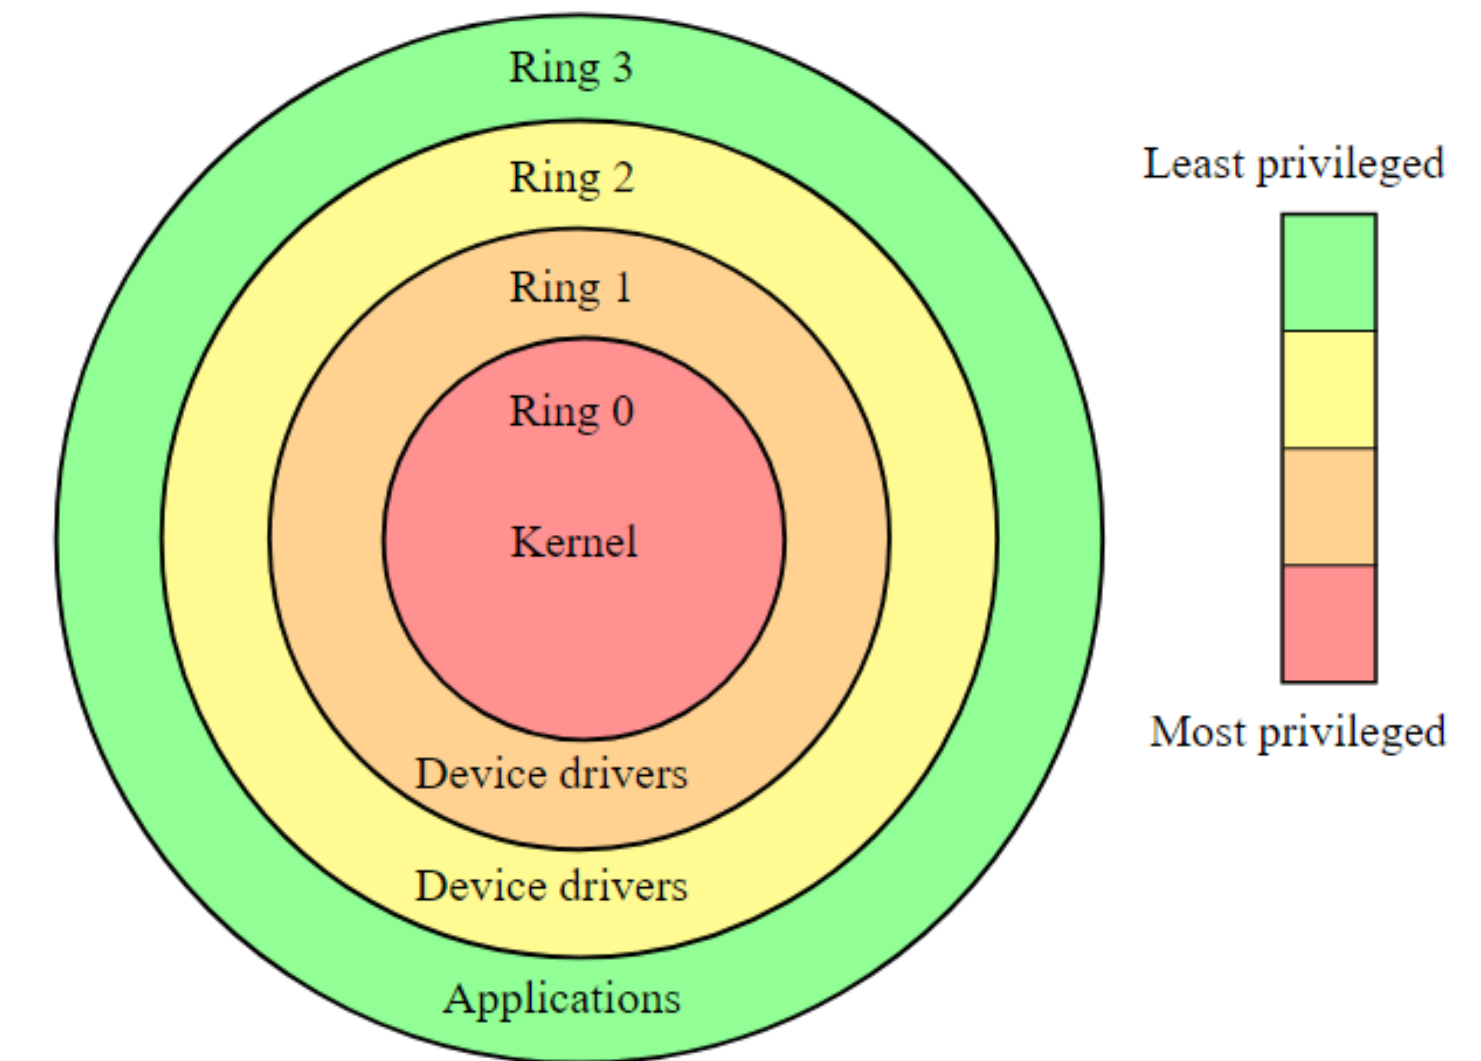 Ring 3
Ring 2
Ring 1
Ring 0
Kernel
Device drivers
Device drivers
Applications
Least privileged
Most privileged